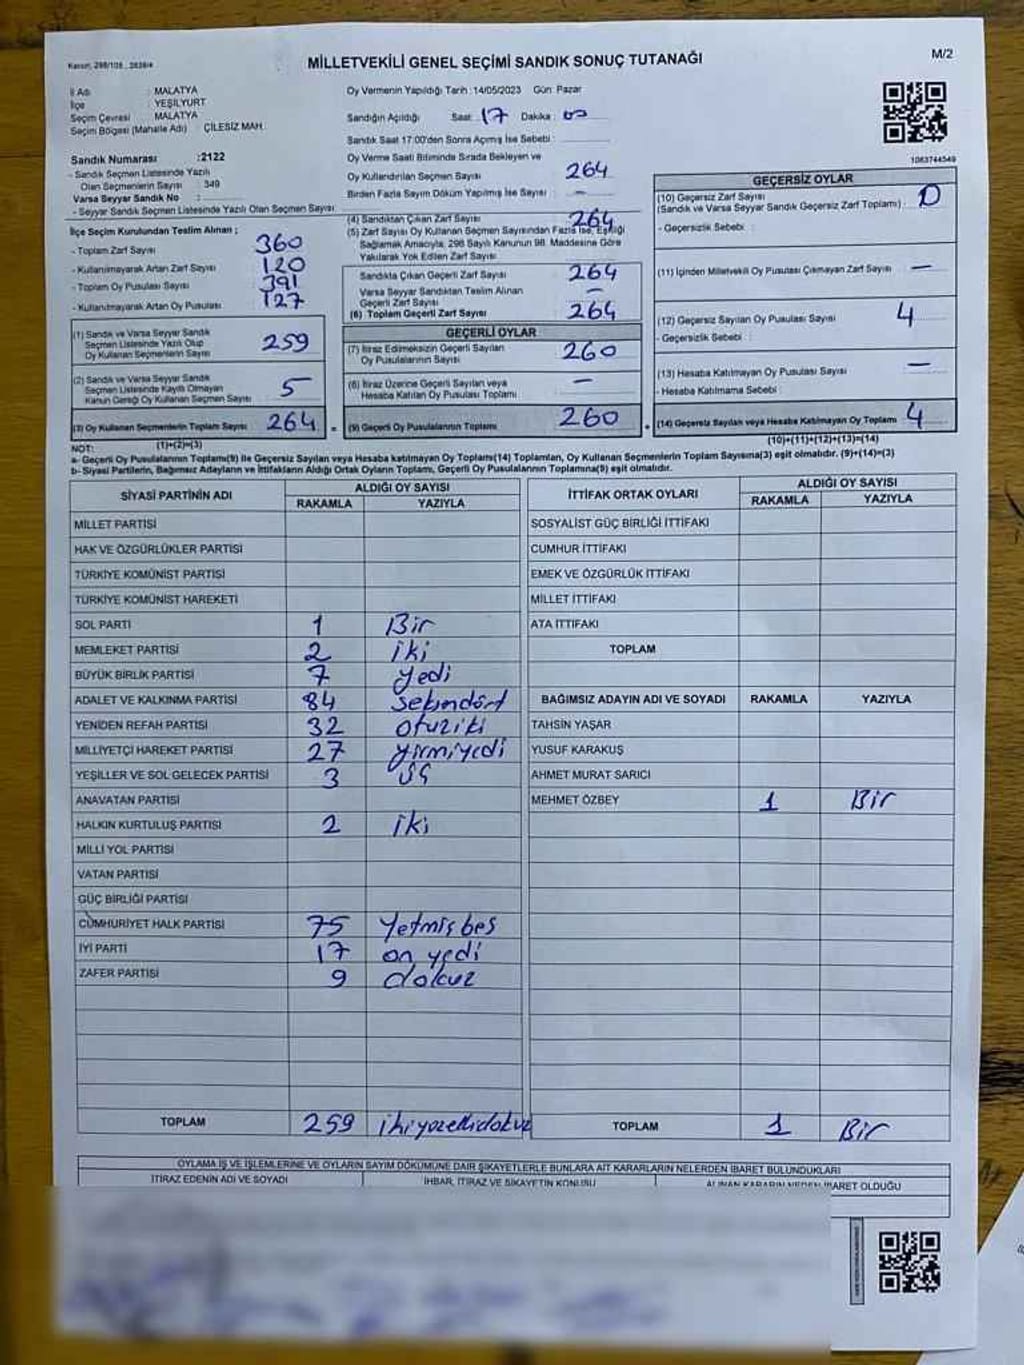 Kanun; 298/105 , 2839/4
MİLLETVEKİLİ GENEL SEÇİMİ SANDIK SONUÇ TUTANAĞI
M/2
İl Adı : MALATYA
İlçe : YEŞİLYURT
Seçim Çevresi : MALATYA
Seçim Bölgesi (Mahalle Adı) : ÇİLESİZ MAH.
Sandık Numarası :2122
- Sandık Seçmen Listesinde Yazılı
Olan Seçmenlerin Sayısı : 349
Varsa Seyyar Sandık No :
- Seyyar Sandık Seçmen Listesinde Yazılı Olan Seçmen Sayısı:
Oy Vermenin Yapıldığı Tarih :14/05/2023 Gün Pazar
Sandığın Açıldığı Saat: 17 Dakika :
Sandık Saat 17:00'den Sonra Açılmış İse Sebebi :
Oy Verme Saati Bitiminde Sırada Bekleyen ve
Oy Kullandırılan Seçmen Sayısı : 264
Birden Fazla Sayım Döküm Yapılmış İse Sayısı : —
1063744549
İlçe Seçim Kurulundan Teslim Alınan ;
- Toplam Zarf Sayısı : 360
- Kullanılmayarak Artan Zarf Sayısı : 120
- Toplam Oy Pusulası Sayısı : 391
- Kullanılmayarak Artan Oy Pusulası : 127
(1) Sandık ve Varsa Seyyar Sandık
Seçmen Listesinde Yazılı Olup
Oy Kullanan Seçmenlerin Sayısı : 259
(2) Sandık ve Varsa Seyyar Sandık
Seçmen Listesinde Kayıtlı Olmayan
Kanun Gereği Oy Kullanan Seçmen Sayısı : 5
(3) Oy Kullanan Seçmenlerin Toplam Sayısı : 264
(1)+(2)=(3)
(4) Sandıktan Çıkan Zarf Sayısı : 264
(5) Zarf Sayısı Oy Kullanan Seçmen Sayısından Fazla İse, Eşitliği
Sağlamak Amacıyla, 298 Sayılı Kanunun 98. Maddesine Göre
Yakılarak Yok Edilen Zarf Sayısı :
Sandıkta Çıkan Geçerli Zarf Sayısı : 264
Varsa Seyyar Sandıktan Teslim Alınan
Geçerli Zarf Sayısı : —
(6) Toplam Geçerli Zarf Sayısı : 264
GEÇERLİ OYLAR
(7) İtiraz Edilmeksizin Geçerli Sayılan
Oy Pusulalarının Sayısı : 260
(8) İtiraz Üzerine Geçerli Sayılan veya
Hesaba Katılan Oy Pusulası Toplamı : —
(9) Geçerli Oy Pusulalarının Toplamı : 260
GEÇERSİZ OYLAR
(10) Geçersiz Zarf Sayısı
(Sandık ve Varsa Seyyar Sandık Geçersiz Zarf Toplamı) : 0
- Geçersizlik Sebebi :
(11) İçinden Milletvekili Oy Pusulası Çıkmayan Zarf Sayısı : —
(12) Geçersiz Sayılan Oy Pusulası Sayısı : 4
- Geçersizlik Sebebi :
(13) Hesaba Katılmayan Oy Pusulası Sayısı : —
- Hesaba Katılmama Sebebi :
(14) Geçersiz Sayılan veya Hesaba Katılmayan Oy Toplamı : 4
(10)+(11)+(12)+(13)=(14)
NOT:
a- Geçerli Oy Pusulasının Toplamı(9) ile Geçersiz Sayılan veya hesaba katılmayan Oy Toplamı(14) Toplamları, Oy Kullanan Seçmenlerin Toplam Sayısına(3) eşit olmalıdır. (9)+(14)=(3)
b- Siyasi Partilerin, Bağımsız Adayların ve İttifakların Aldığı Ortak Oyların Toplamı, Geçerli Oy Pusulalarının Toplamına(9) eşit olmalıdır.
SİYASİ PARTİNİN ADI ALDIĞI OY SAYISI
RAKAMLA YAZIYLA
MİLLET PARTİSİ
HAK VE ÖZGÜRLÜKLER PARTİSİ
TÜRKİYE KOMÜNİST PARTİSİ
TÜRKİYE KOMÜNİST HAREKETİ
SOL PARTİ 1 Bir
MEMLEKET PARTİSİ 2 iki
BÜYÜK BİRLİK PARTİSİ 7 yedi
ADALET VE KALKINMA PARTİSİ 84 seksendört
YENİDEN REFAH PARTİSİ 32 otuziki
MİLLİYETÇİ HAREKET PARTİSİ 27 yirmiyedi
YEŞİLLER VE SOL GELECEK PARTİSİ 3 üç
ANAVATAN PARTİSİ
HALKIN KURTULUŞ PARTİSİ 2 iki
MİLLİ YOL PARTİSİ
VATAN PARTİSİ
GÜÇ BİRLİĞİ PARTİSİ
CUMHURİYET HALK PARTİSİ 75 Yetmişbeş
İYİ PARTİ 17 on yedi
ZAFER PARTİSİ 9 dokuz
TOPLAM 259 ikiyüzellidokuz
İTTİFAK ORTAK OYLARI ALDIĞI OY SAYISI
RAKAMLA YAZIYLA
SOSYALİST GÜÇ BİRLİĞİ İTTİFAKI
CUMHUR İTTİFAKI
EMEK VE ÖZGÜRLÜK İTTİFAKI
MİLLET İTTİFAKI
ATA İTTİFAKI
TOPLAM
BAĞIMSIZ ADAYIN ADI VE SOYADI RAKAMLA YAZIYLA
TAHSİN YAŞAR
YUSUF KARAKUŞ
AHMET MURAT SARICI
MEHMET ÖZBEY 1 Bir
TOPLAM 1 Bir
OYLAMA İŞ VE İŞLEMLERİNE VE OYLARIN SAYIM DÖKÜMÜNE DAİR ŞİKAYETLERLE BUNLARA AİT KARARLARIN NELERDEN İBARET BULUNDUKLARI
İTİRAZ EDENİN ADI VE SOYADI
İHBAR, İTİRAZ VE ŞİKAYETİN KONUSU
ALINAN KARARIN NEDEN İBARET OLDUĞU